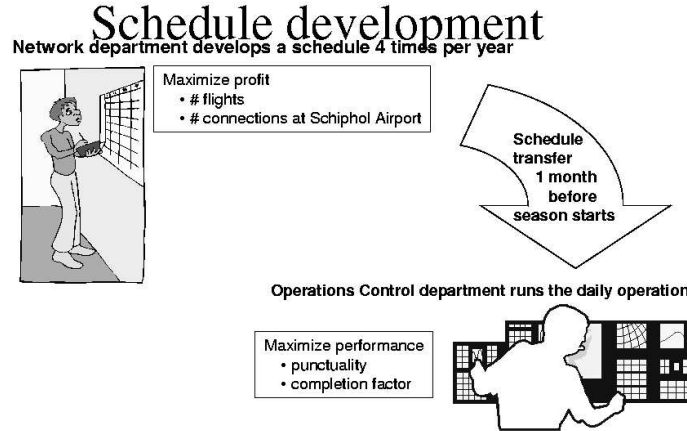 Schedule development
Network department develops a schedule 4 times per year
Maximize profit
• # flights
• # connections at Schiphol Airport
Schedule
transfer
1 month
before
season starts
Operations Control department runs the daily operation
Maximize performance
• punctuality
• completion factor